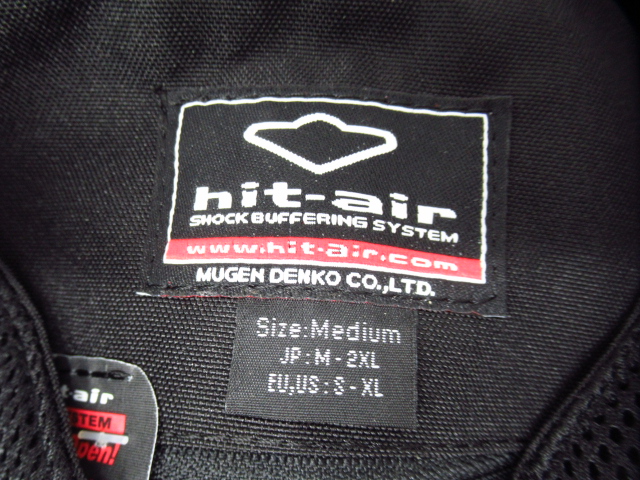 hit-air
SHOCK BUFFERING SYSTEM
www.hit-air.com
MUGEN DENKO CO.,LTD.
Size:Medium
JP : M - 2XL
EU,US : S - XL
it-air
STEM
pen!